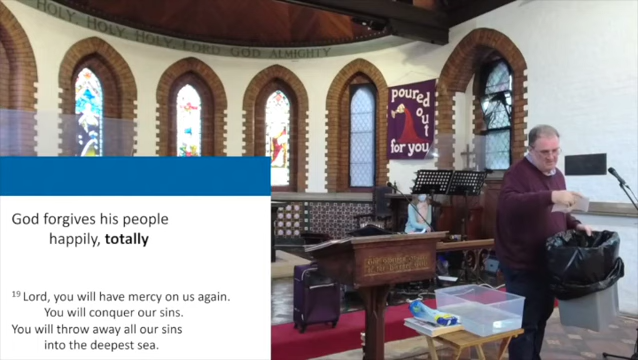 HOLY, HOLY, HOLY, LORD GOD ALMIGHTY
poured
out
for you
God forgives his people
happily, totally
19 Lord, you will have mercy on us again.
You will conquer our sins.
You will throw away all our sins
into the deepest sea.